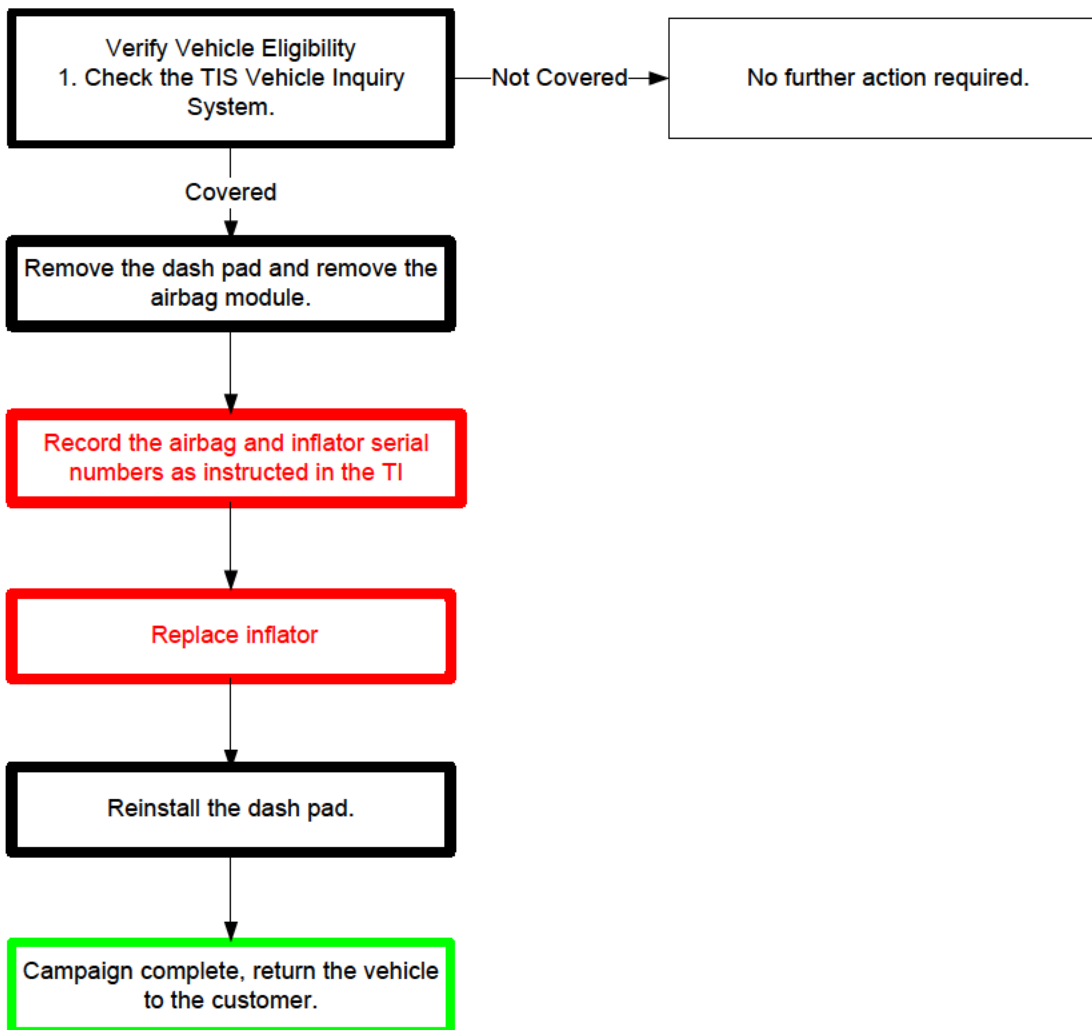 Verify Vehicle Eligibility
1. Check the TIS Vehicle Inquiry
System.
Not Covered
No further action required.
Covered
Remove the dash pad and remove the
airbag module.
Record the airbag and inflator serial
numbers as instructed in the TI
Replace inflator
Reinstall the dash pad.
Campaign complete, return the vehicle
to the customer.